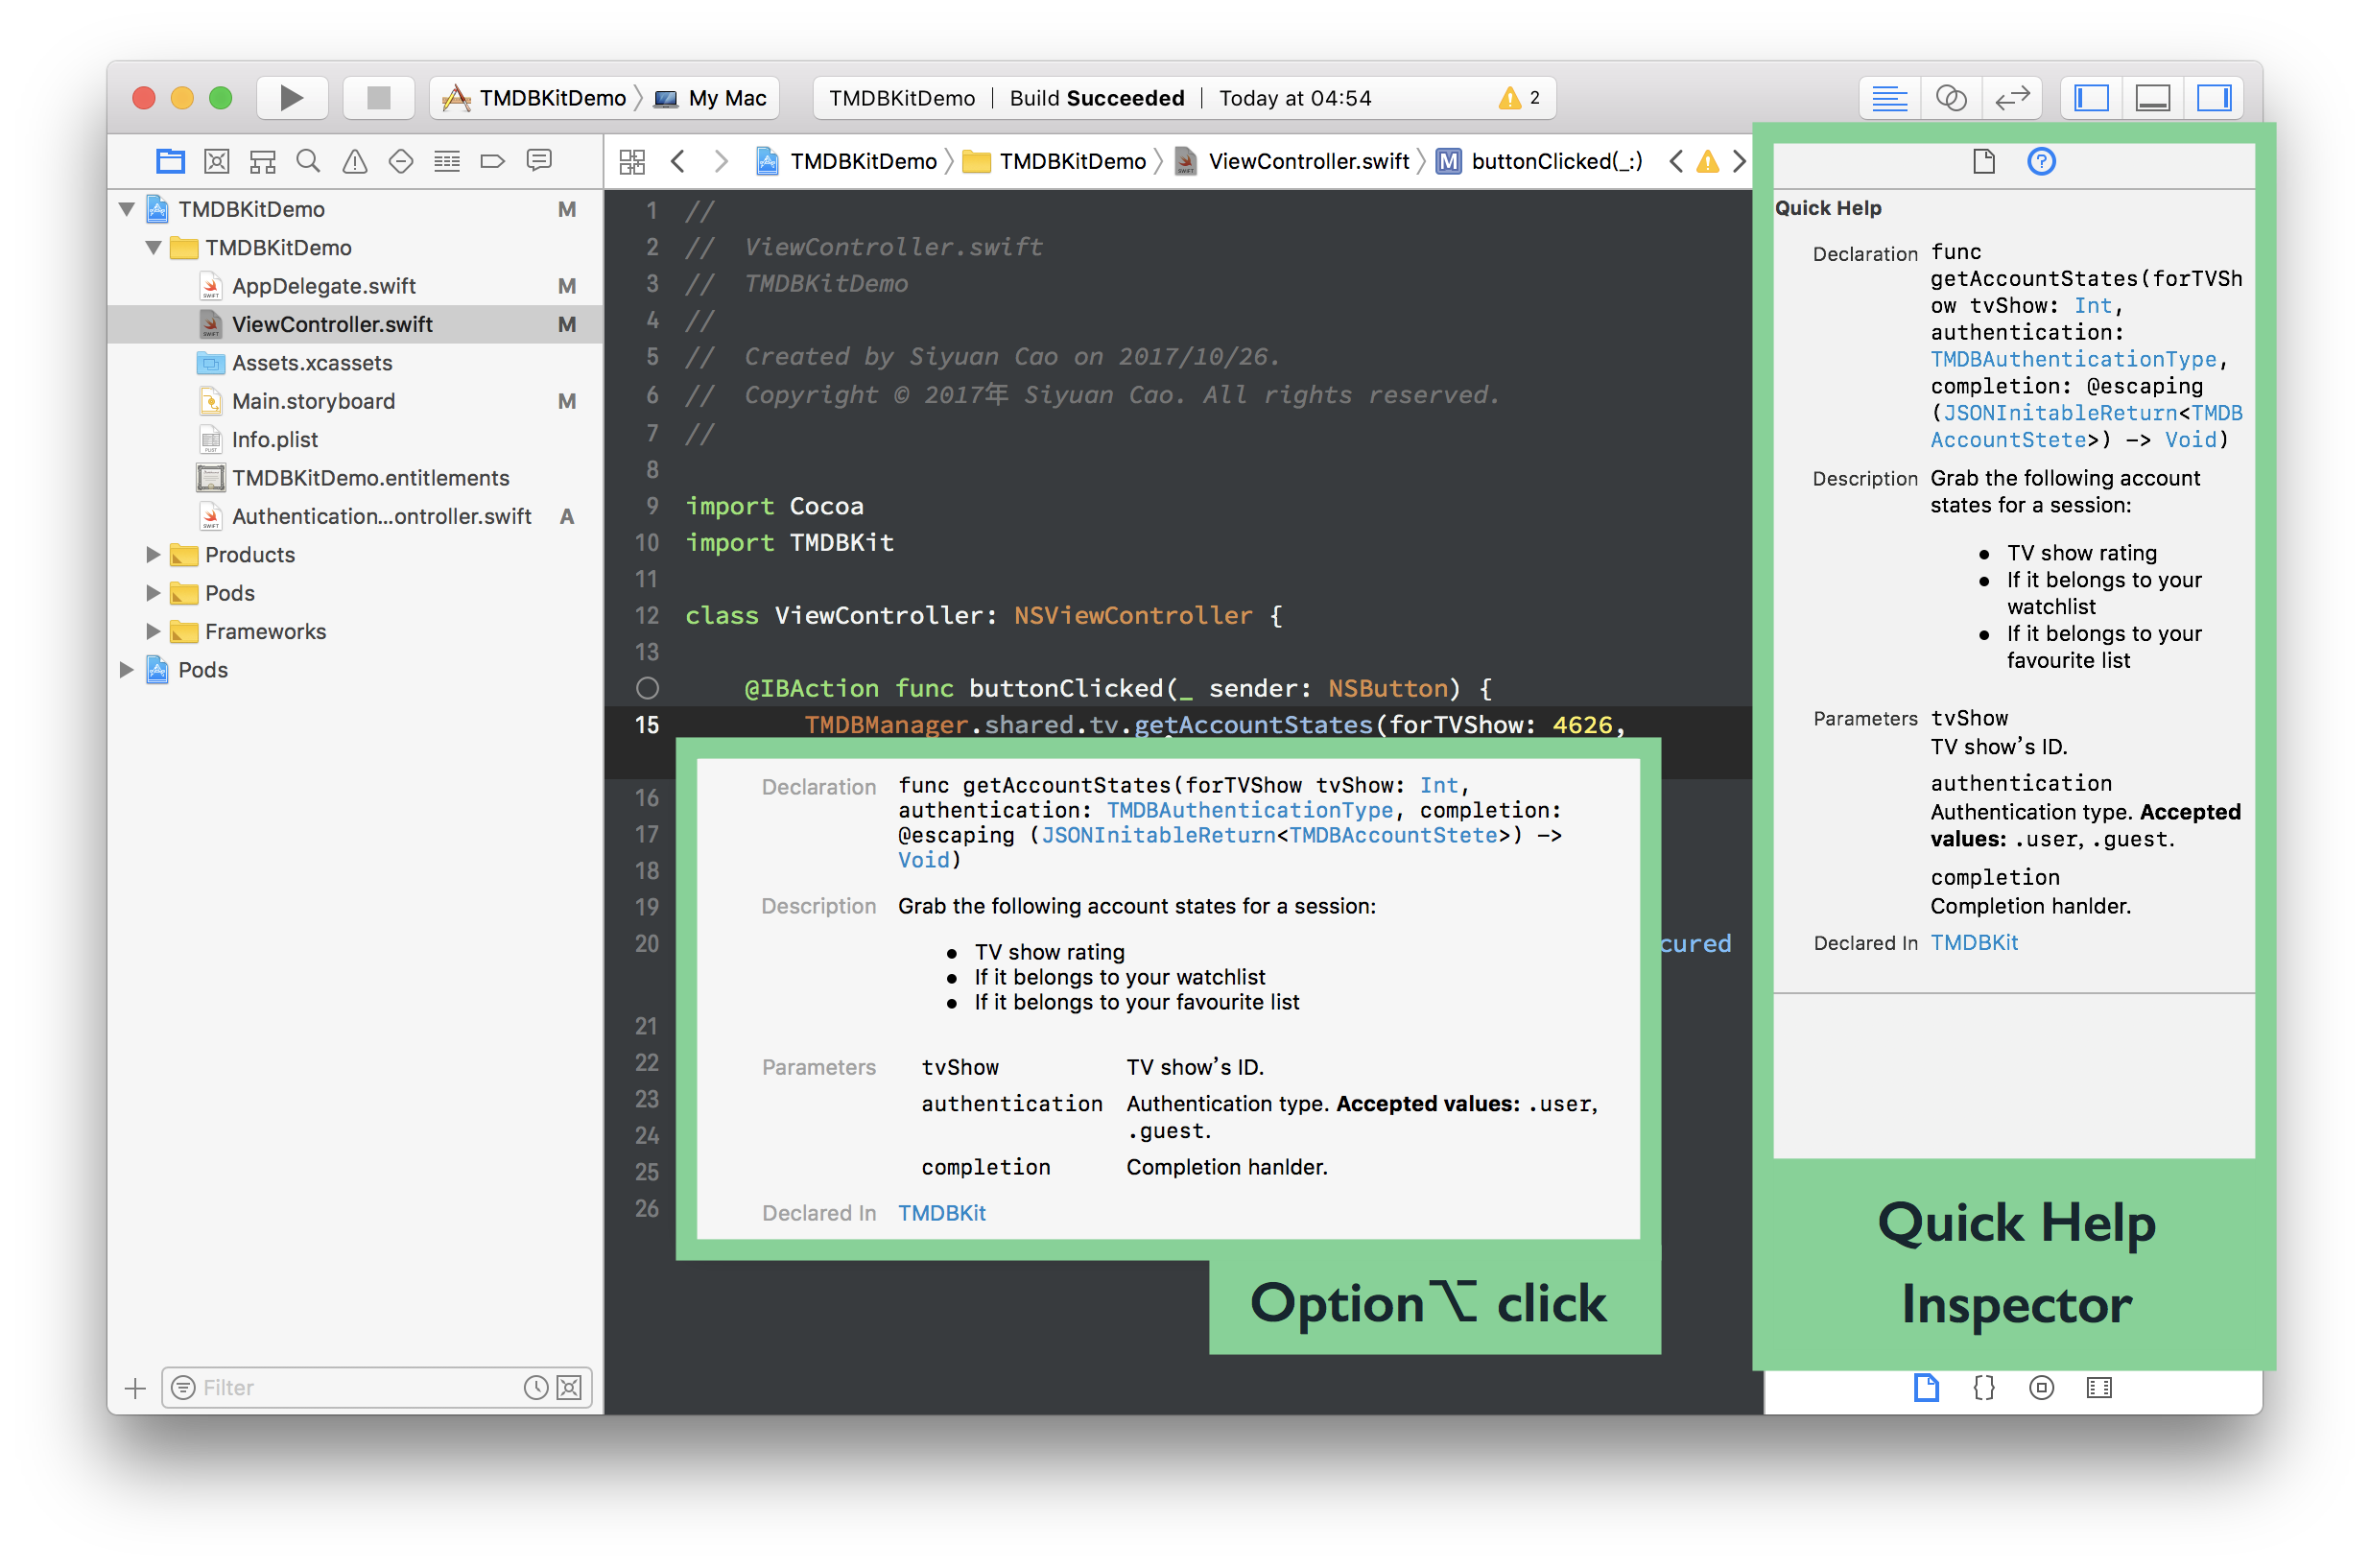 TMDBKitDemo My Mac
TMDBKitDemo | Build Succeeded | Today at 04:54
2
TMDBKitDemo M
TMDBKitDemo
AppDelegate.swift M
ViewController.swift M
Assets.xcassets
Main.storyboard M
Info.plist
TMDBKitDemo.entitlements
Authentication...ontroller.swift A
Products
Pods
Frameworks
Pods
Filter
TMDBKitDemo TMDBKitDemo ViewController.swift M buttonClicked(_:)
1 //
2 //  ViewController.swift
3 //  TMDBKitDemo
4 //
5 //  Created by Siyuan Cao on 2017/10/26.
6 //  Copyright © 2017年 Siyuan Cao. All rights reserved.
7 //
8
9 import Cocoa
10 import TMDBKit
11
12 class ViewController: NSViewController {
13
@IBAction func buttonClicked(_ sender: NSButton) {
15 TMDBManager.shared.tv.getAccountStates(forTVShow: 4626,
16
17
18
19
20 cured
21
22
23
24
25
26
Declaration func getAccountStates(forTVShow tvShow: Int,
authentication: TMDBAuthenticationType, completion:
@escaping (JSONInitableReturn<TMDBAccountStete>) ->
Void)
Description Grab the following account states for a session:
• TV show rating
• If it belongs to your watchlist
• If it belongs to your favourite list
Parameters tvShow TV show's ID.
authentication Authentication type. Accepted values: .user,
.guest.
completion Completion hanlder.
Declared In TMDBKit
Option⌥ click
Quick Help
Declaration func
getAccountStates(forTVSh
ow tvShow: Int,
authentication:
TMDBAuthenticationType,
completion: @escaping
(JSONInitableReturn<TMDB
AccountStete>) -> Void)
Description Grab the following account
states for a session:
• TV show rating
• If it belongs to your
watchlist
• If it belongs to your
favourite list
Parameters tvShow
TV show's ID.
authentication
Authentication type. Accepted
values: .user, .guest.
completion
Completion hanlder.
Declared In TMDBKit
Quick Help
Inspector